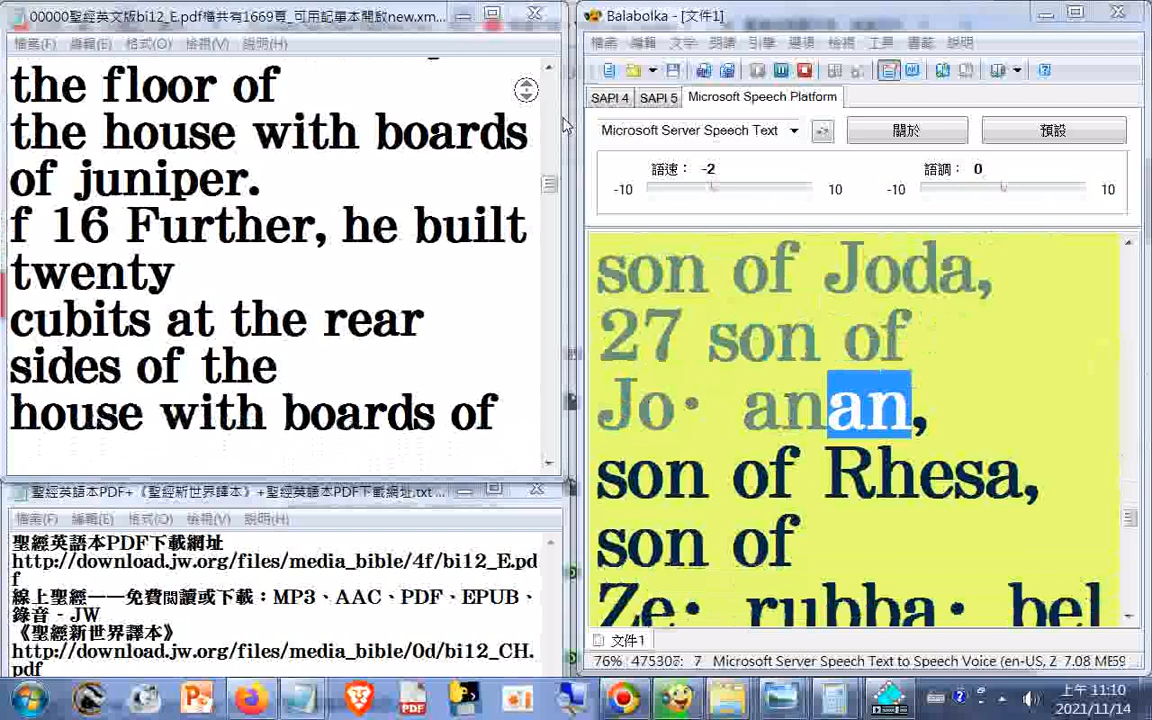 00000聖經英文版bi12_E.pdf檔共有1669頁_可用記事本開啟new.xm...
檔案(F) 編輯(E) 格式(O) 檢視(V) 說明(H)
the floor of
the house with boards
of juniper.
f 16 Further, he built
twenty
cubits at the rear
sides of the
house with boards of
聖經英語本PDF+《聖經新世界譯本》+聖經英語本PDF下載網址.txt ...
檔案(F) 編輯(E) 格式(O) 檢視(V) 說明(H)
聖經英語本PDF下載網址
http://download.jw.org/files/media_bible/4f/bi12_E.pd
f
線上聖經——免費閱讀或下載：MP3、AAC、PDF、EPUB、
錄音 - JW
《聖經新世界譯本》
http://download.jw.org/files/media_bible/0d/bi12_CH.
pdf
Balabolka - [文件1]
檔案 編輯 文字 朗讀 引擎 選項 檢視 工具 書籤 說明
SAPI 4 SAPI 5 Microsoft Speech Platform
Microsoft Server Speech Text 關於 預設
語速： -2 語調： 0
-10 10 -10 10
son of Joda,
27 son of
Jo· anan,
son of Rhesa,
son of
Ze· rubba· bel
文件1
76% 475307: 7 Microsoft Server Speech Text to Speech Voice (en-US, Z 7.08 ME
PDF
上午 11:10
2021/11/14